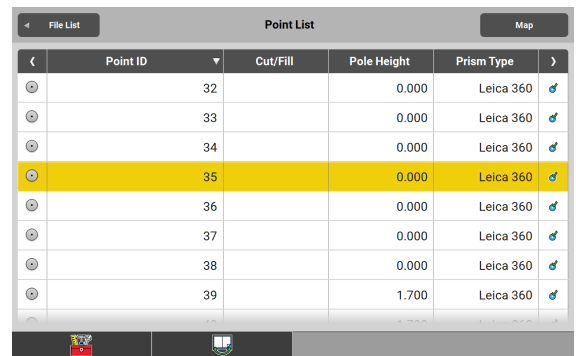 File List Point List Map
Point ID Cut/Fill Pole Height Prism Type
32 0.000 Leica 360
33 0.000 Leica 360
34 0.000 Leica 360
35 0.000 Leica 360
36 0.000 Leica 360
37 0.000 Leica 360
38 0.000 Leica 360
39 1.700 Leica 360